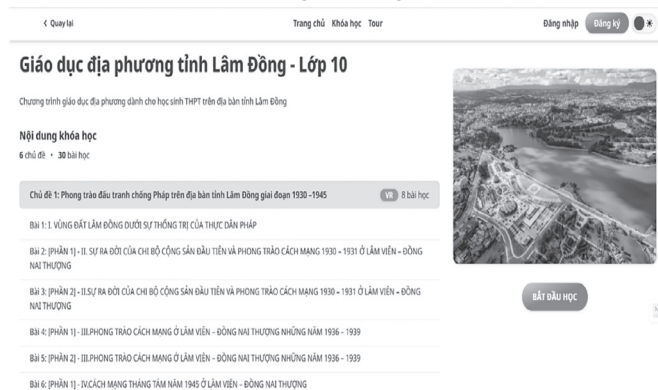 Quay lại
Trang chủ Khóa học Tour
Đăng nhập Đăng ký
Giáo dục địa phương tỉnh Lâm Đồng - Lớp 10
Chương trình giáo dục địa phương dành cho học sinh THPT trên địa bàn tỉnh Lâm Đồng
Nội dung khóa học
6 chủ đề • 30 bài học
Chủ đề 1: Phong trào đấu tranh chống Pháp trên địa bàn tỉnh Lâm Đồng giai đoạn 1930 –1945 VR 8 bài học
Bài 1: I. VÙNG ĐẤT LÂM ĐỒNG DƯỚI SỰ THỐNG TRỊ CỦA THỰC DÂN PHÁP
Bài 2: [PHẦN 1] - II. SỰ RA ĐỜI CỦA CHI BỘ CỘNG SẢN ĐẦU TIÊN VÀ PHONG TRÀO CÁCH MẠNG 1930 – 1931 Ở LÂM VIÊN – ĐỒNG
NAI THƯỢNG
Bài 3: [PHẦN 2] - II.SỰ RA ĐỜI CỦA CHI BỘ CỘNG SẢN ĐẦU TIÊN VÀ PHONG TRÀO CÁCH MẠNG 1930 – 1931 Ở LÂM VIÊN – ĐỒNG
NAI THƯỢNG
Bài 4: [PHẦN 1] - III.PHONG TRÀO CÁCH MẠNG Ở LÂM VIÊN – ĐỒNG NAI THƯỢNG NHỮNG NĂM 1936 - 1939
Bài 5: [PHẦN 2] - III.PHONG TRÀO CÁCH MẠNG Ở LÂM VIÊN – ĐỒNG NAI THƯỢNG NHỮNG NĂM 1936 - 1939
Bài 6: [PHẦN 1] - IV.CÁCH MẠNG THÁNG TÁM NĂM 1945 Ở LÂM VIÊN – ĐỒNG NAI THƯỢNG
BẮT ĐẦU HỌC